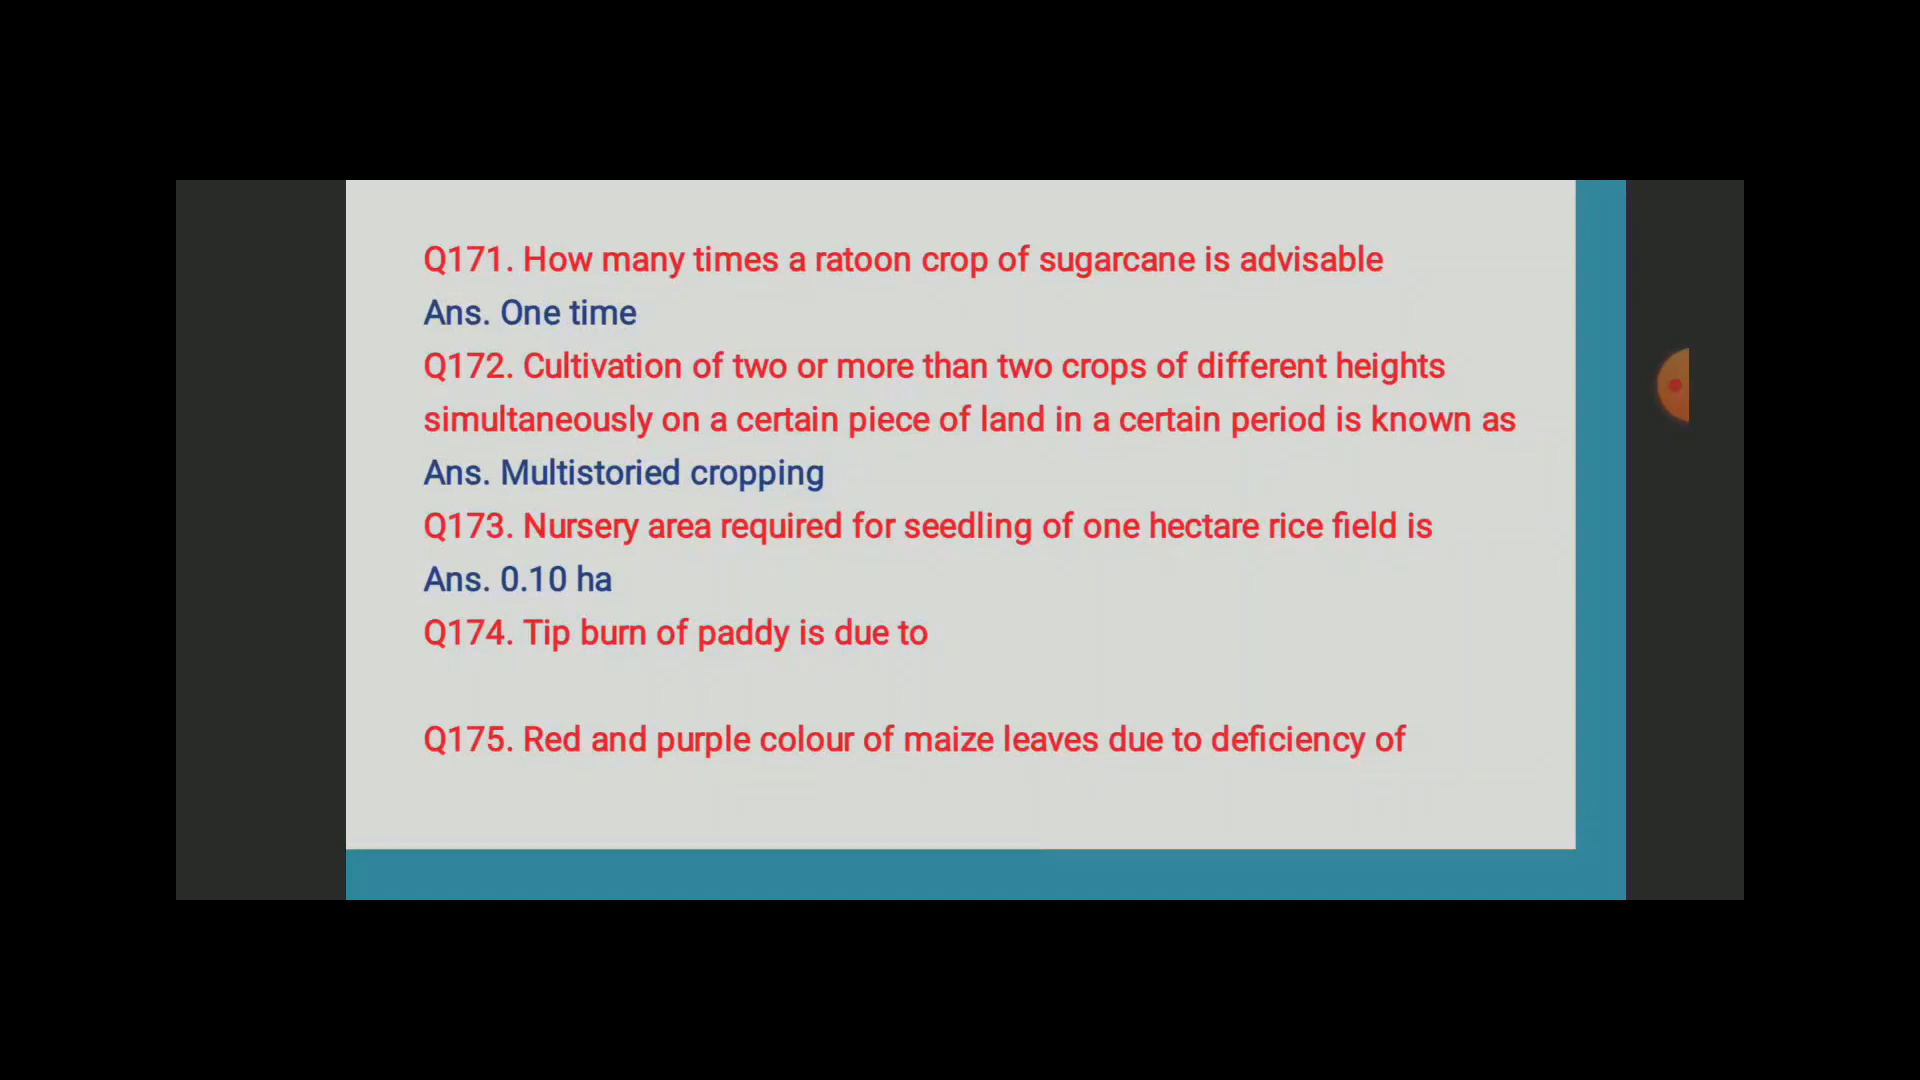 Q171. How many times a ratoon crop of sugarcane is advisable
Ans. One time
Q172. Cultivation of two or more than two crops of different heights
simultaneously on a certain piece of land in a certain period is known as
Ans. Multistoried cropping
Q173. Nursery area required for seedling of one hectare rice field is
Ans. 0.10 ha
Q174. Tip burn of paddy is due to
Q175. Red and purple colour of maize leaves due to deficiency of